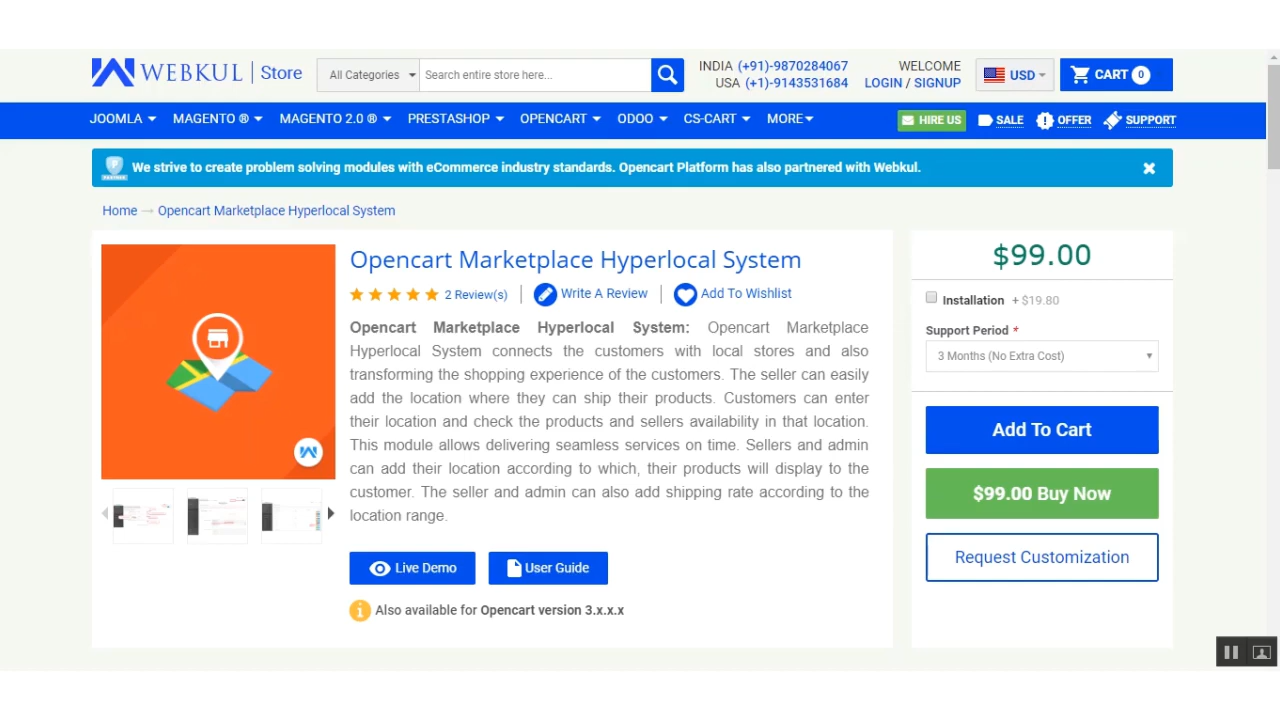 WEBKUL | Store
All Categories
Search entire store here...
INDIA (+91)-9870284067
USA (+1)-9143531684
WELCOME
LOGIN / SIGNUP
USD
CART 0
JOOMLA MAGENTO ® MAGENTO 2.0 ® PRESTASHOP OPENCART ODOO CS-CART MORE
HIRE US SALE OFFER SUPPORT
We strive to create problem solving modules with eCommerce industry standards. Opencart Platform has also partnered with Webkul.
Home → Opencart Marketplace Hyperlocal System
Opencart Marketplace Hyperlocal System
2 Review(s) | Write A Review | Add To Wishlist
Opencart Marketplace Hyperlocal System: Opencart Marketplace
Hyperlocal System connects the customers with local stores and also
transforming the shopping experience of the customers. The seller can easily
add the location where they can ship their products. Customers can enter
their location and check the products and sellers availability in that location.
This module allows delivering seamless services on time. Sellers and admin
can add their location according to which, their products will display to the
customer. The seller and admin can also add shipping rate according to the
location range.
Live Demo
User Guide
Also available for Opencart version 3.x.x.x
$99.00
Installation + $19.80
Support Period *
3 Months (No Extra Cost)
Add To Cart
$99.00 Buy Now
Request Customization